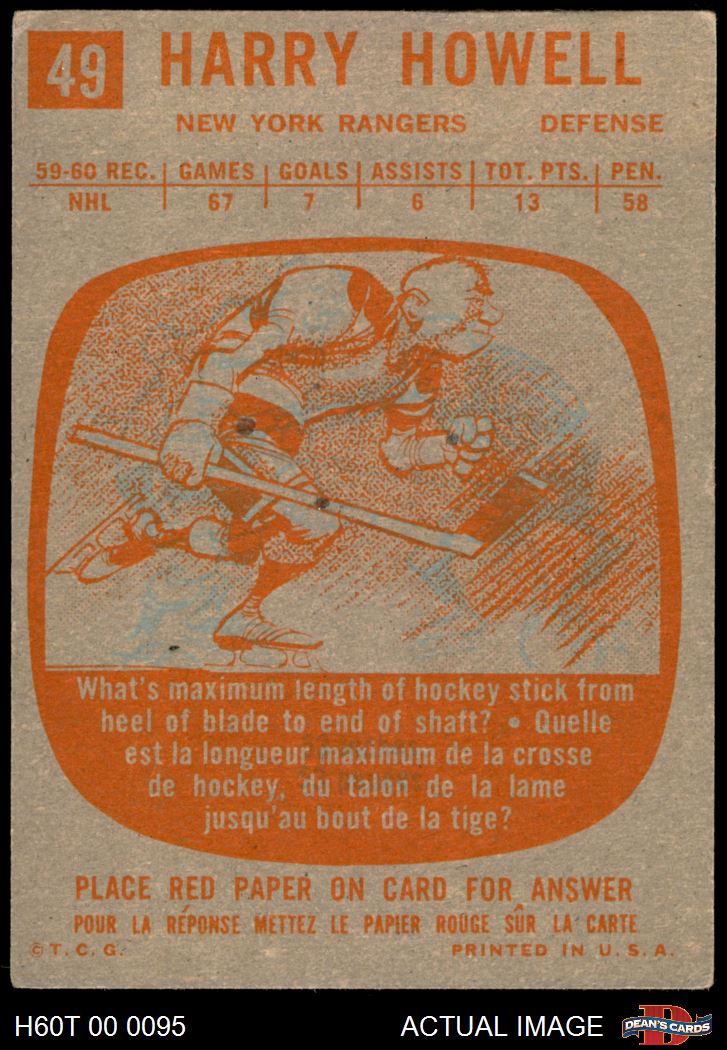 49
HARRY HOWELL
NEW YORK RANGERS DEFENSE
59-60 REC. GAMES GOALS ASSISTS TOT. PTS. PEN.
NHL 67 7 6 13 58
What's maximum length of hockey stick from
heel of blade to end of shaft? • Quelle
est la longueur maximum de la crosse
de hockey, du talon de la lame
jusqu'au bout de la tige?
PLACE RED PAPER ON CARD FOR ANSWER
POUR LA RÉPONSE METTEZ LE PAPIER ROUGE SÛR LA CARTE
© T. C. G. PRINTED IN U. S. A.
H60T 00 0095 ACTUAL IMAGE DEAN'S CARDS